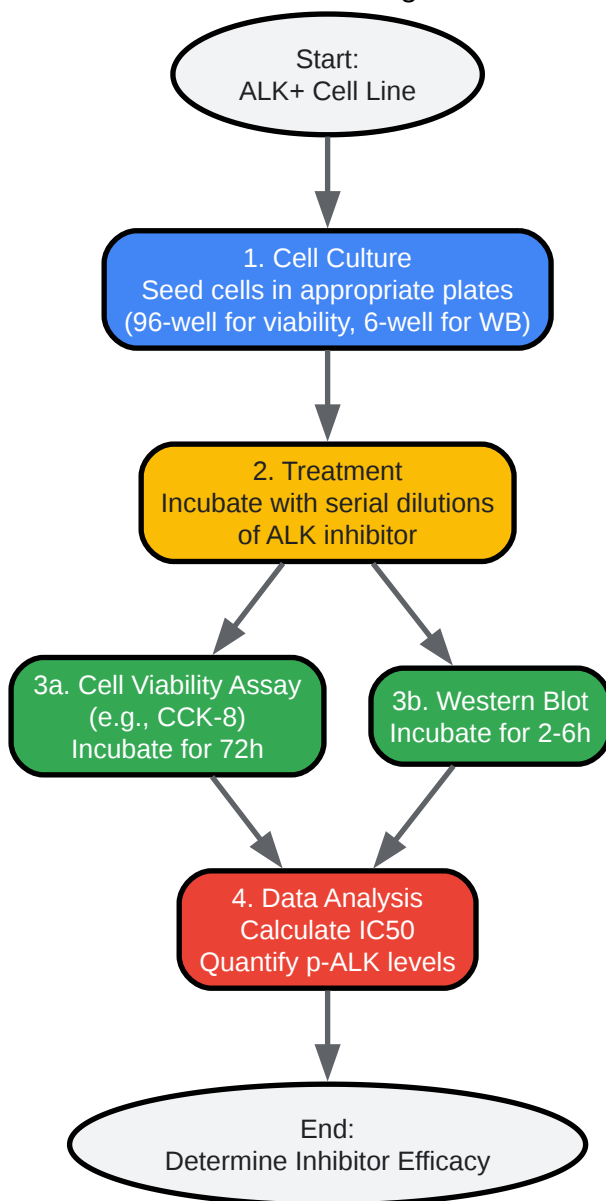 Start:
ALK+ Cell Line
1. Cell Culture
Seed cells in appropriate plates
(96-well for viability, 6-well for WB)
2. Treatment
Incubate with serial dilutions
of ALK inhibitor
3a. Cell Viability Assay
(e.g., CCK-8)
Incubate for 72h
3b. Western Blot
Incubate for 2-6h
4. Data Analysis
Calculate IC50
Quantify p-ALK levels
End:
Determine Inhibitor Efficacy